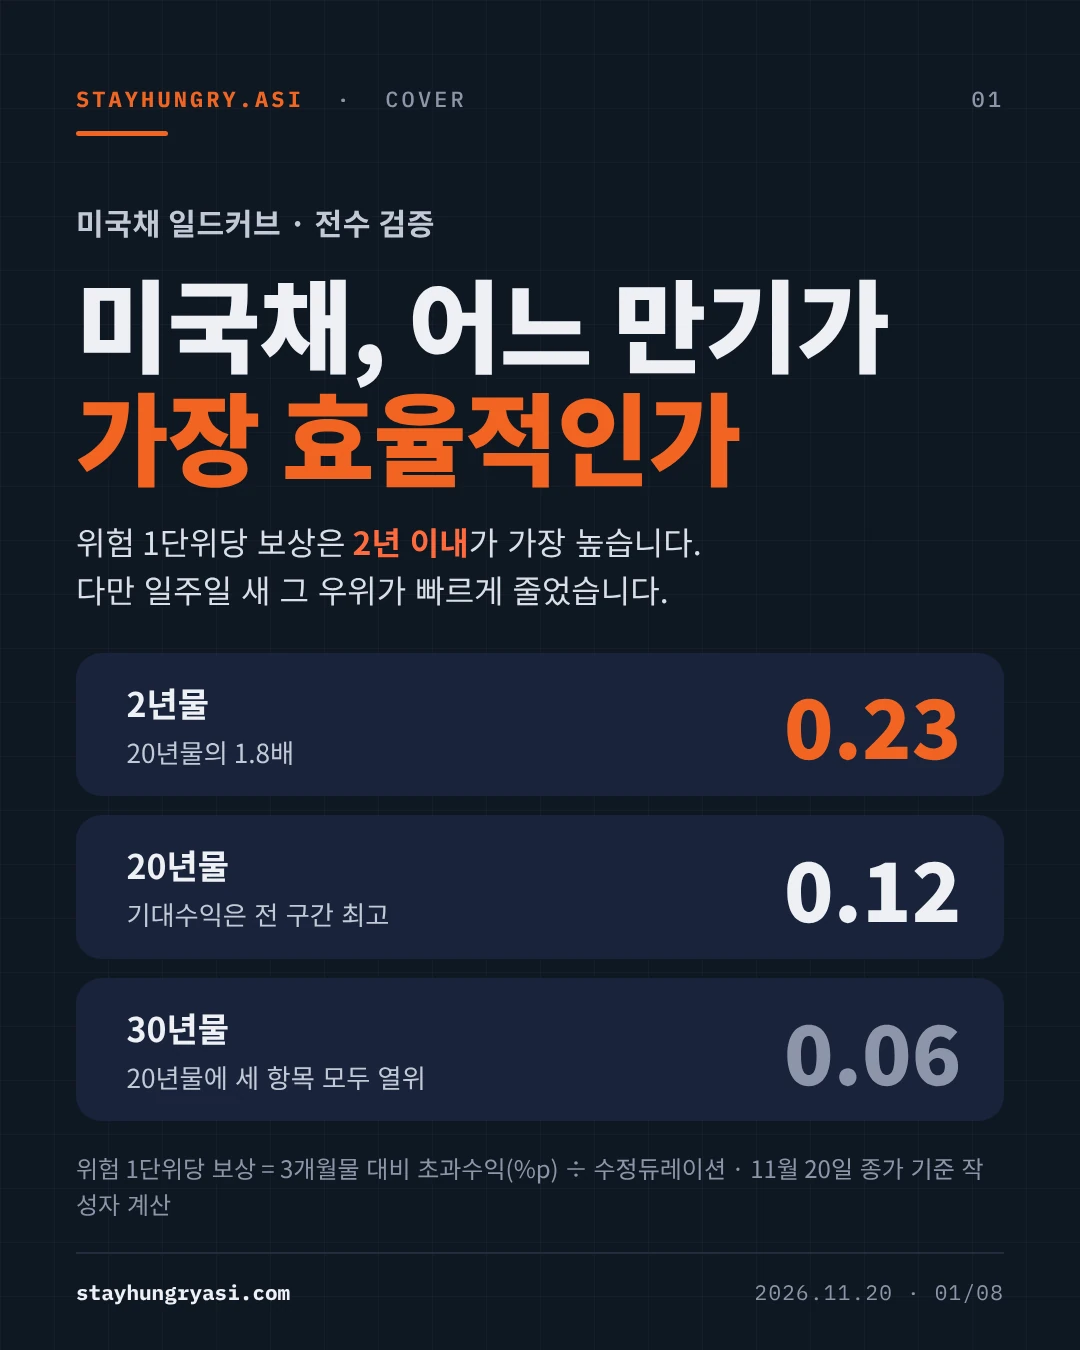 STAYHUNGRY.ASI · COVER 01
미국채 일드커브 · 전수 검증
미국채, 어느 만기가
가장 효율적인가
위험 1단위당 보상은 2년 이내가 가장 높습니다.
다만 일주일 새 그 우위가 빠르게 줄었습니다.
2년물
20년물의 1.8배
0.23
20년물
기대수익은 전 구간 최고
0.12
30년물
20년물에 세 항목 모두 열위
0.06
위험 1단위당 보상 = 3개월물 대비 초과수익(%p) ÷ 수정듀레이션 · 11월 20일 종가 기준 작
성자 계산
stayhungryasi.com
2026.11.20 · 01/08